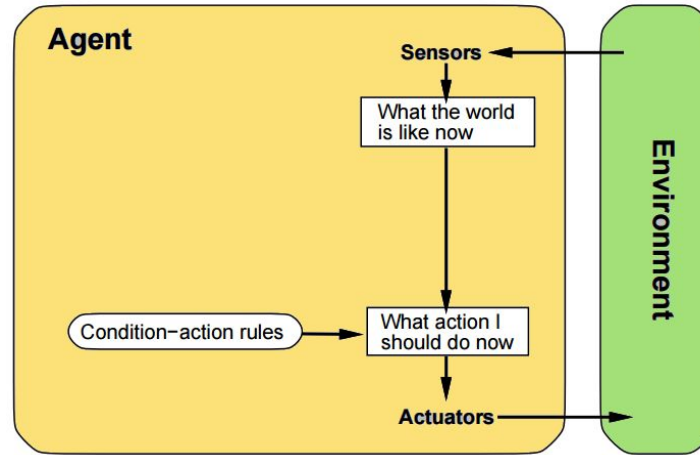 Agent
Sensors
What the world
is like now
Environment
Condition−action rules
What action I
should do now
Actuators